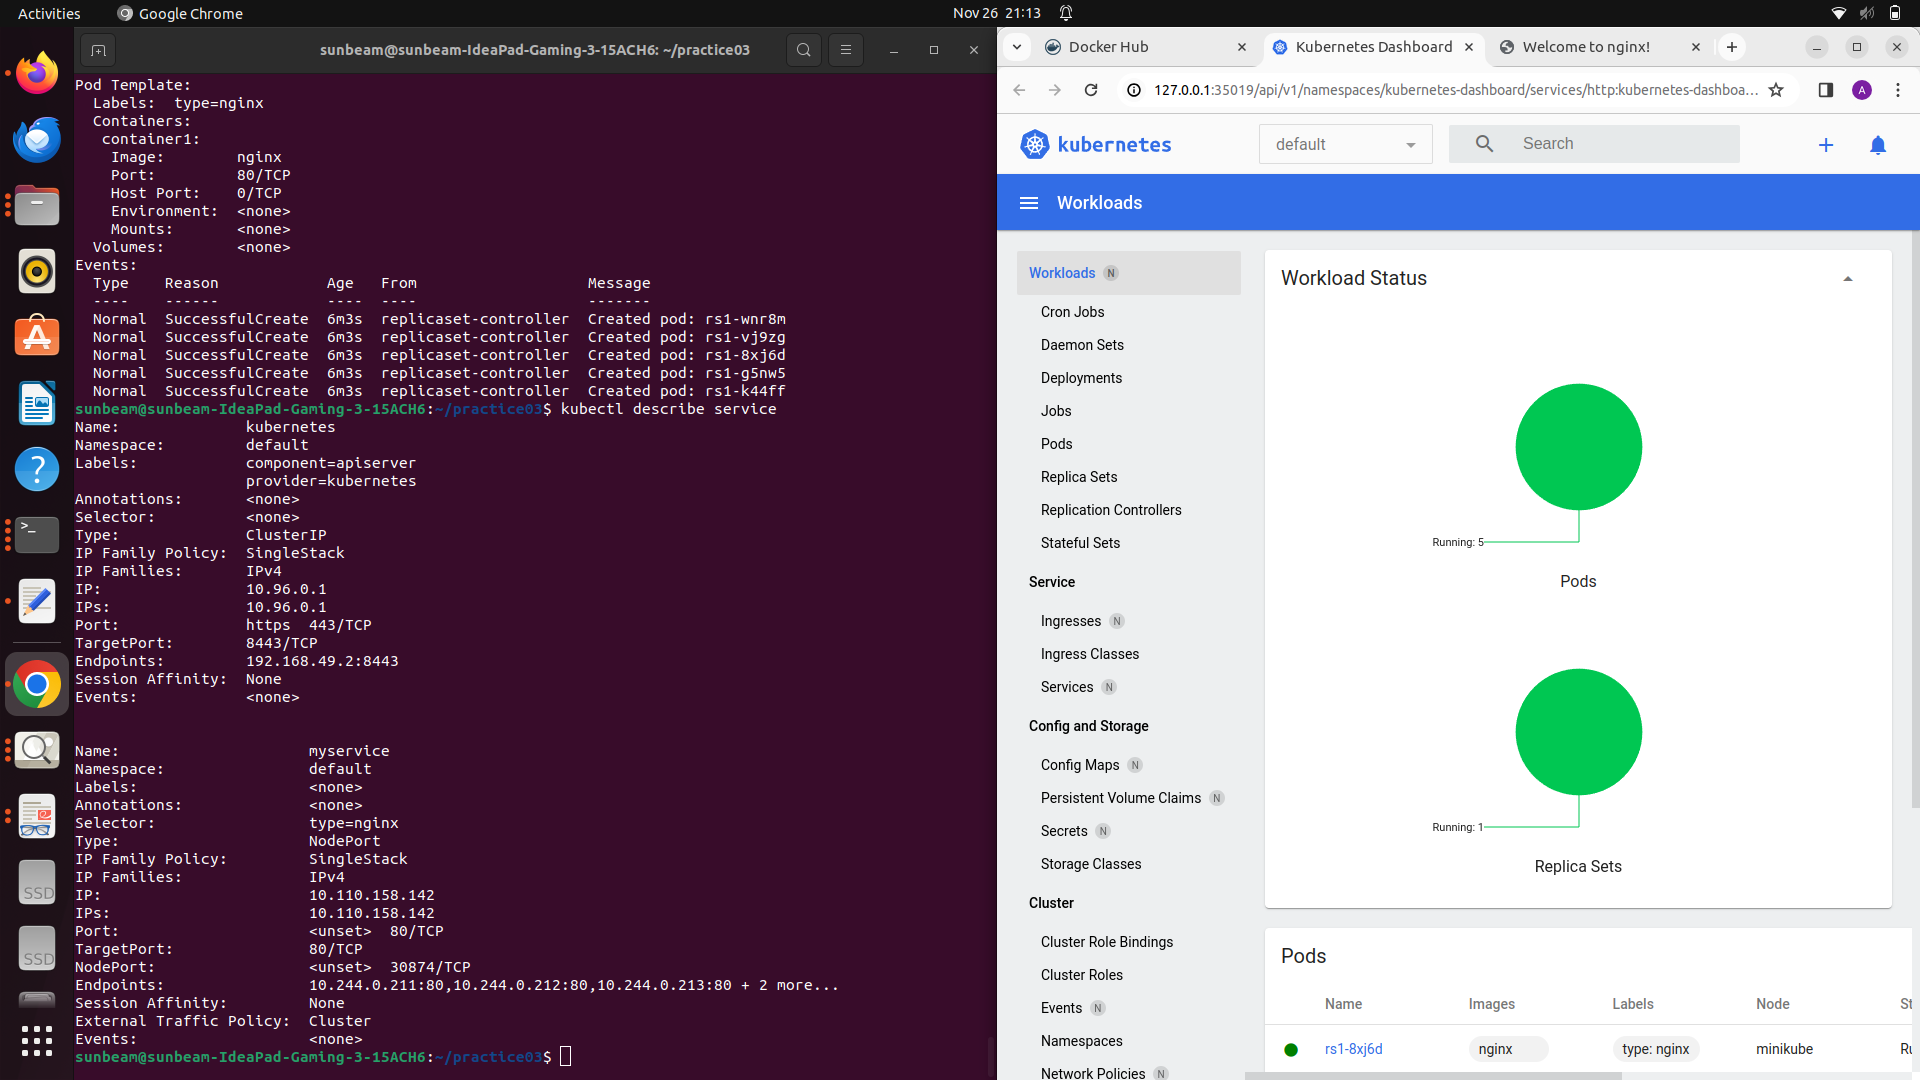 Activities
Google Chrome
Nov 26 21:13
sunbeam@sunbeam-IdeaPad-Gaming-3-15ACH6: ~/practice03
Pod Template:
  Labels:  type=nginx
  Containers:
   container1:
    Image:        nginx
    Port:         80/TCP
    Host Port:    0/TCP
    Environment:  <none>
    Mounts:       <none>
  Volumes:        <none>
Events:
  Type    Reason            Age   From                   Message
  ----    ------            ----  ----                   -------
  Normal  SuccessfulCreate  6m3s  replicaset-controller  Created pod: rs1-wnr8m
  Normal  SuccessfulCreate  6m3s  replicaset-controller  Created pod: rs1-vj9zg
  Normal  SuccessfulCreate  6m3s  replicaset-controller  Created pod: rs1-8xj6d
  Normal  SuccessfulCreate  6m3s  replicaset-controller  Created pod: rs1-g5nw5
  Normal  SuccessfulCreate  6m3s  replicaset-controller  Created pod: rs1-k44ff
sunbeam@sunbeam-IdeaPad-Gaming-3-15ACH6:~/practice03$ kubectl describe service
Name:              kubernetes
Namespace:         default
Labels:            component=apiserver
                   provider=kubernetes
Annotations:       <none>
Selector:          <none>
Type:              ClusterIP
IP Family Policy:  SingleStack
IP Families:       IPv4
IP:                10.96.0.1
IPs:               10.96.0.1
Port:              https  443/TCP
TargetPort:        8443/TCP
Endpoints:         192.168.49.2:8443
Session Affinity:  None
Events:            <none>
Name:                     myservice
Namespace:                default
Labels:                   <none>
Annotations:              <none>
Selector:                 type=nginx
Type:                     NodePort
IP Family Policy:         SingleStack
IP Families:              IPv4
IP:                       10.110.158.142
IPs:                      10.110.158.142
Port:                     <unset>  80/TCP
TargetPort:               80/TCP
NodePort:                 <unset>  30874/TCP
Endpoints:                10.244.0.211:80,10.244.0.212:80,10.244.0.213:80 + 2 more...
Session Affinity:         None
External Traffic Policy:  Cluster
Events:                   <none>
sunbeam@sunbeam-IdeaPad-Gaming-3-15ACH6:~/practice03$
>_
?
SSD
SSD
Docker Hub
Kubernetes Dashboard
Welcome to nginx!
127.0.0.1:35019/api/v1/namespaces/kubernetes-dashboard/services/http:kubernetes-dashboa...
A
kubernetes
default
Search
Workloads
Workloads N
Cron Jobs
Daemon Sets
Deployments
Jobs
Pods
Replica Sets
Replication Controllers
Stateful Sets
Service
Ingresses N
Ingress Classes
Services N
Config and Storage
Config Maps N
Persistent Volume Claims N
Secrets N
Storage Classes
Cluster
Cluster Role Bindings
Cluster Roles
Events N
Namespaces
Network Policies N
Workload Status
Running: 5
Pods
Running: 1
Replica Sets
Pods
Name Images Labels Node St
rs1-8xj6d nginx type: nginx minikube Ru